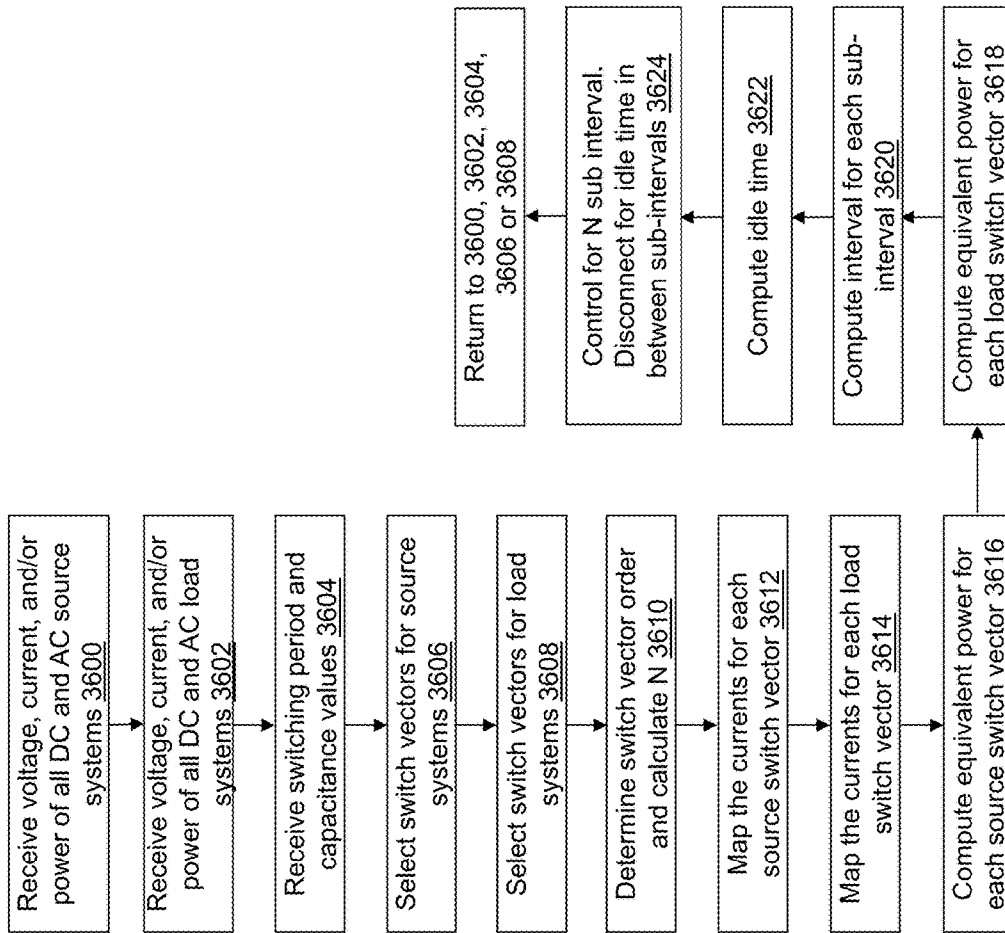 Receive voltage, current, and/or
power of all DC and AC source
systems 3600
Receive voltage, current, and/or
power of all DC and AC load
systems 3602
Receive switching period and
capacitance values 3604
Select switch vectors for source
systems 3606
Select switch vectors for load
systems 3608
Determine switch vector order
and calculate N 3610
Map the currents for each
source switch vector 3612
Map the currents for each load
switch vector 3614
Compute equivalent power for
each source switch vector 3616
Compute equivalent power for
each load switch vector 3618
Compute interval for each sub-
interval 3620
Compute idle time 3622
Control for N sub interval.
Disconnect for idle time in
between sub-intervals 3624
Return to 3600, 3602, 3604,
3606 or 3608